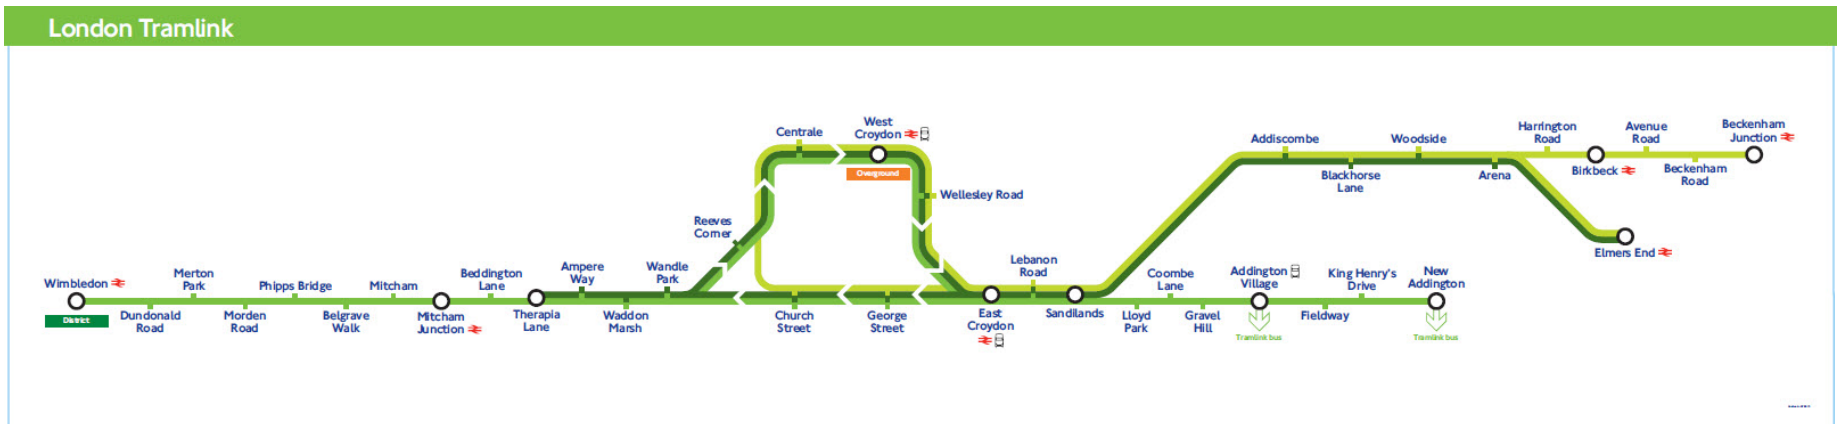 London Tramlink
Wimbledon
District
Dundonald
Road
Merton
Park
Morden
Road
Phipps Bridge
Belgrave
Walk
Mitcham
Mitcham
Junction
Beddington
Lane
Therapia
Lane
Ampere
Way
Waddon
Marsh
Wandle
Park
Reeves
Corner
Centrale
West
Croydon
Overground
Wellesley Road
Church
Street
George
Street
East
Croydon
Lebanon
Road
Sandilands
Lloyd
Park
Coombe
Lane
Gravel
Hill
Addington
Village
Tramlink bus
Fieldway
King Henry's
Drive
New
Addington
Tramlink bus
Addiscombe
Blackhorse
Lane
Woodside
Arena
Elmers End
Harrington
Road
Birkbeck
Avenue
Road
Beckenham
Road
Beckenham
Junction